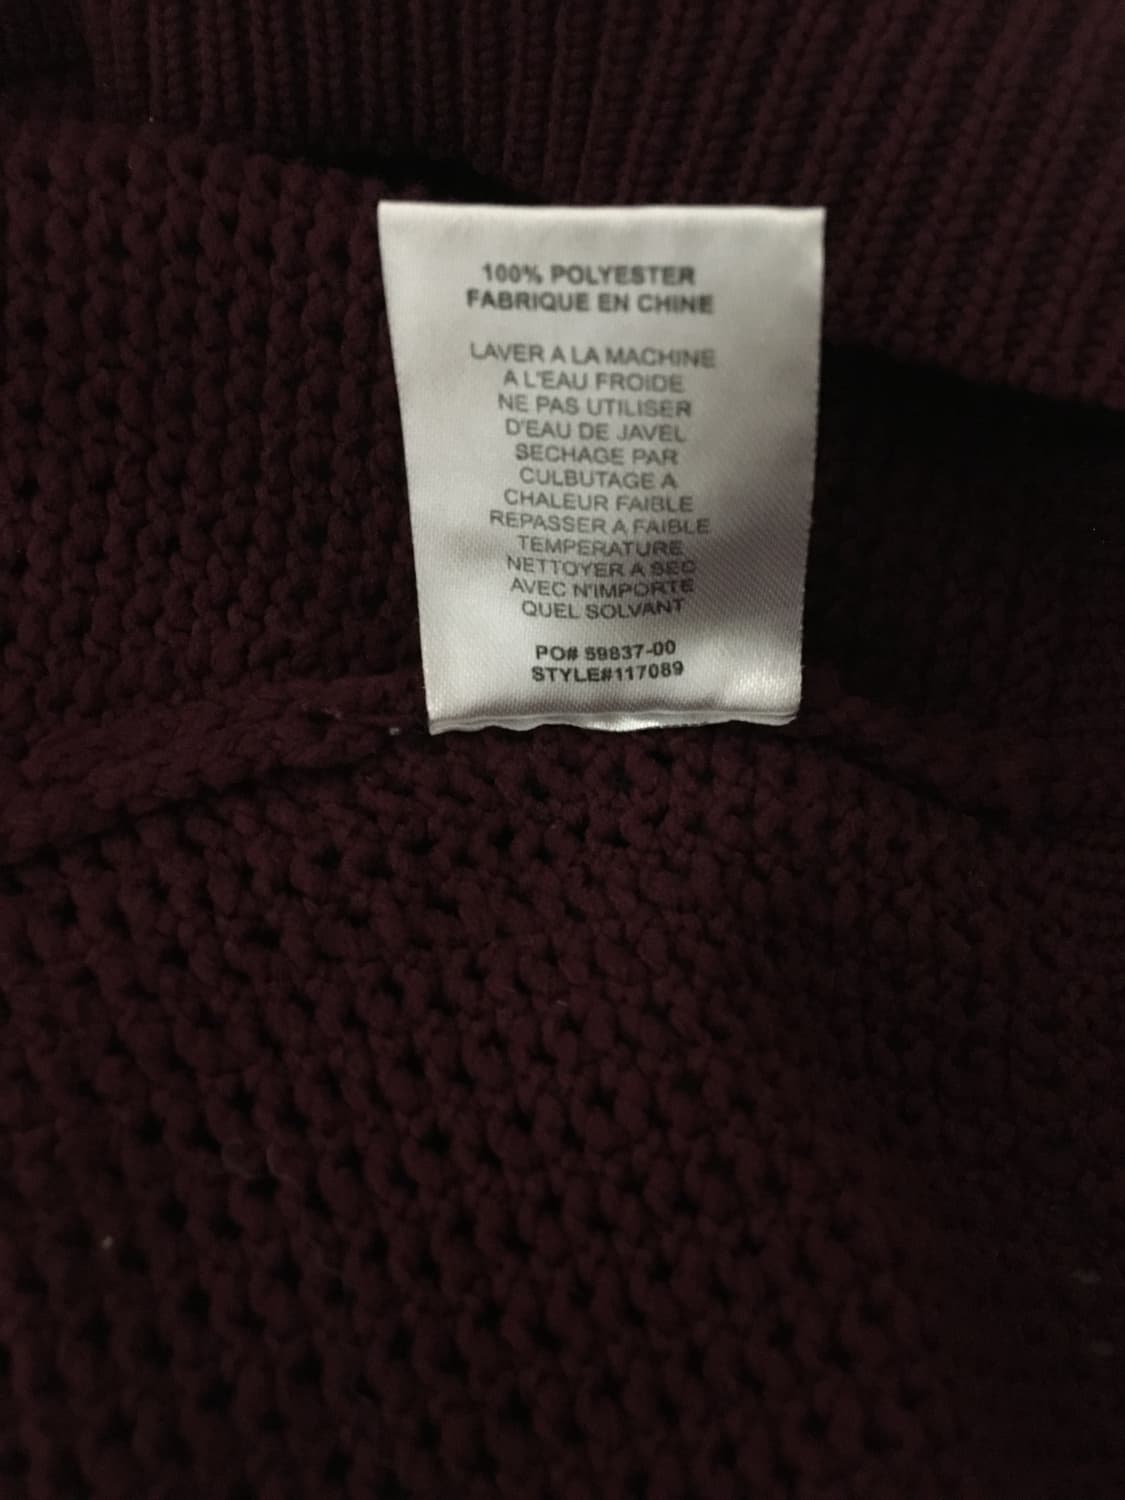 100% POLYESTER
FABRIQUE EN CHINE
LAVER A LA MACHINE
A L'EAU FROIDE
NE PAS UTILISER
D'EAU DE JAVEL
SECHAGE PAR
CULBUTAGE A
CHALEUR FAIBLE
REPASSER A FAIBLE
TEMPERATURE
NETTOYER A SEC
AVEC N'IMPORTE
QUEL SOLVANT
PO# 59837-00
STYLE#117089